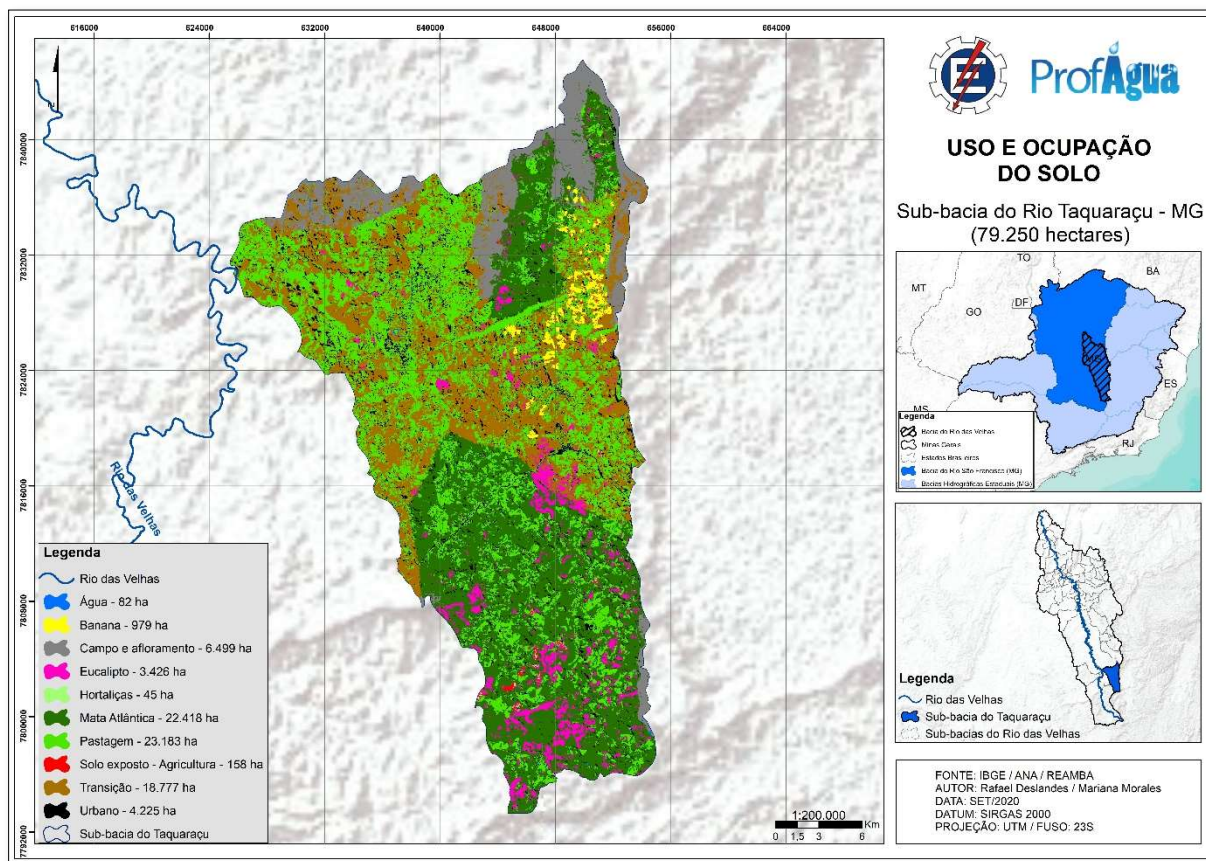 616000
624000
632000
640000
648000
656000
664000
7840000
7832000
7824000
7816000
7808000
7800000
7792000
Rio das Velhas
Legenda
Rio das Velhas
Água - 82 ha
Banana - 979 ha
Campo e afloramento - 6.499 ha
Eucalipto - 3.426 ha
Hortaliças - 45 ha
Mata Atlântica - 22.418 ha
Pastagem - 23.183 ha
Solo exposto - Agricultura - 158 ha
Transição - 18.777 ha
Urbano - 4.225 ha
Sub-bacia do Taquaraçu
1:200.000
0 1,5 3 6 Km
E
ProfÁgua
USO E OCUPAÇÃO
DO SOLO
Sub-bacia do Rio Taquaraçu - MG
(79.250 hectares)
TO
BA
MT
DF
GO
MG
ES
MS
RJ
Legenda
Bacia do Rio das Velhas
Minas Gerais
Estados Brasileiros
Bacia do Rio São Francisco (MG)
Bacias Hidrográficas Estaduais (MG)
Legenda
Rio das Velhas
Sub-bacia do Taquaraçu
Sub-bacias do Rio das Velhas
FONTE: IBGE / ANA / REAMBA
AUTOR: Rafael Deslandes / Mariana Morales
DATA: SET/2020
DATUM: SIRGAS 2000
PROJEÇÃO: UTM / FUSO: 23S